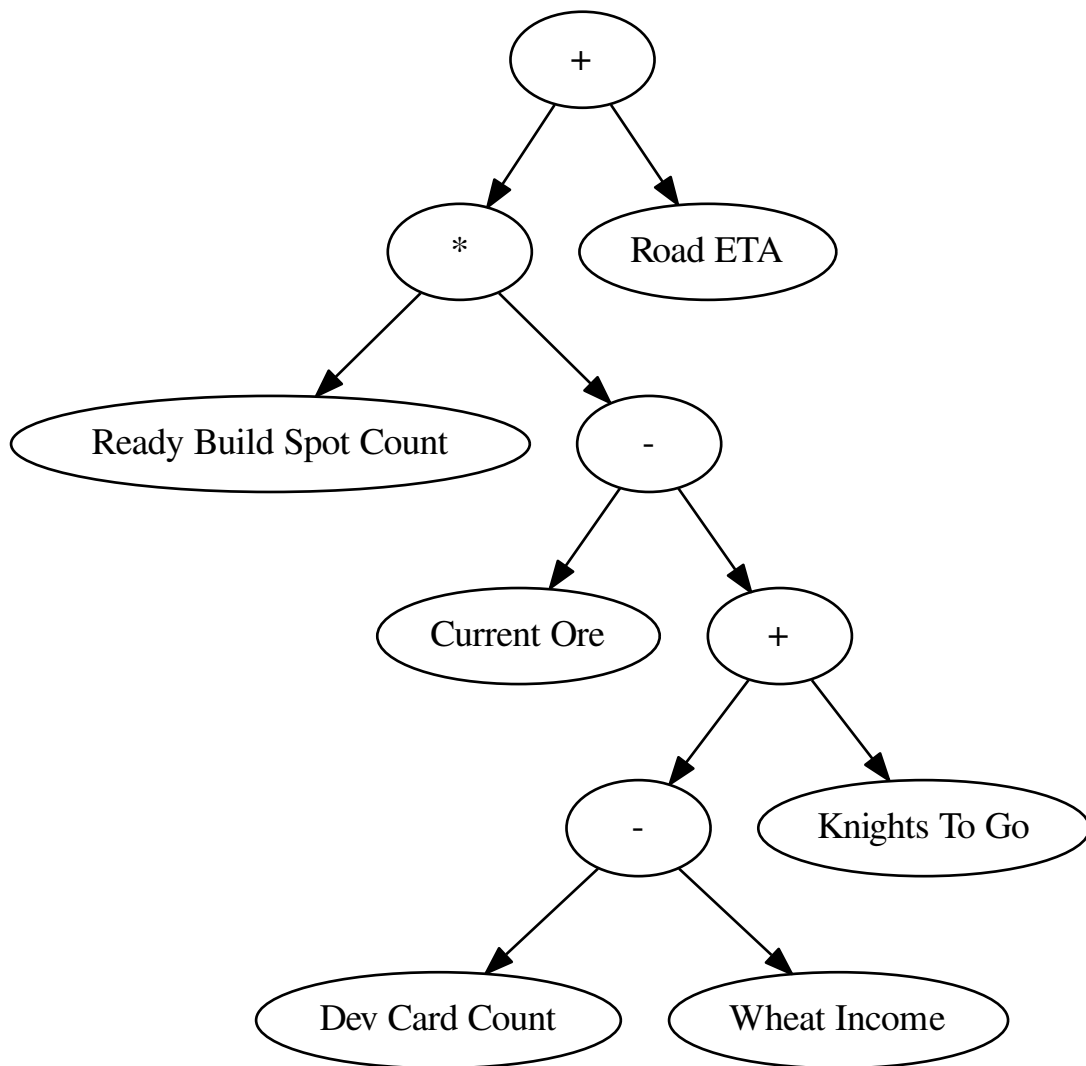 +
*
Road ETA
Ready Build Spot Count
-
Current Ore
+
-
Knights To Go
Dev Card Count
Wheat Income